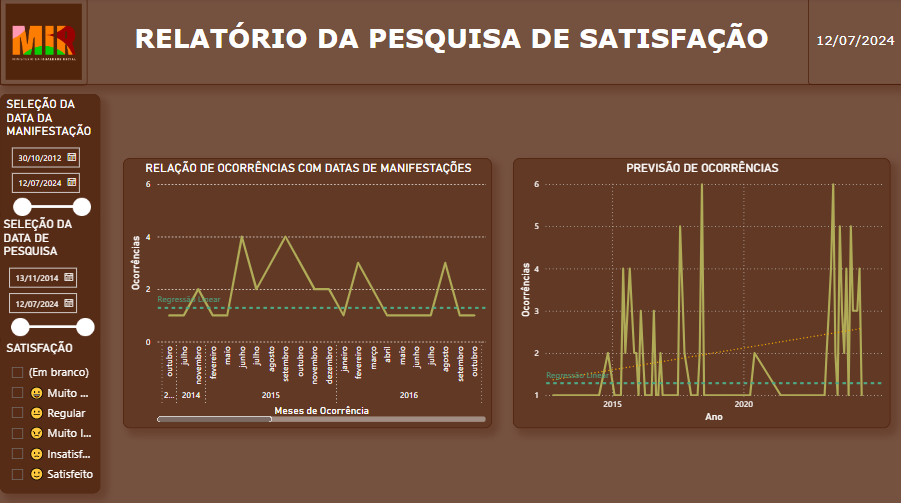 RELATÓRIO DA PESQUISA DE SATISFAÇÃO
12/07/2024
MIR
SELEÇÃO DA
DATA DA
MANIFESTAÇÃO
30/10/2012
12/07/2024
SELEÇÃO DA
DATA DE
PESQUISA
13/11/2014
12/07/2024
SATISFAÇÃO
(Em branco)
Muito ...
Regular
Muito I...
Insatisf...
Satisfeito
RELAÇÃO DE OCORRÊNCIAS COM DATAS DE MANIFESTAÇÕES
6
4
2
0
Ocorrências
Regressão Linear
outubro
julho
novembro
fevereiro
maio
junho
julho
agosto
setembro
outubro
novembro
dezembro
janeiro
fevereiro
março
abril
maio
junho
julho
agosto
setembro
outubro
2... 2014 2015 2016
Meses de Ocorrência
PREVISÃO DE OCORRÊNCIAS
6
5
4
3
2
1
Ocorrências
Regressão Linear
2015 2020
Ano